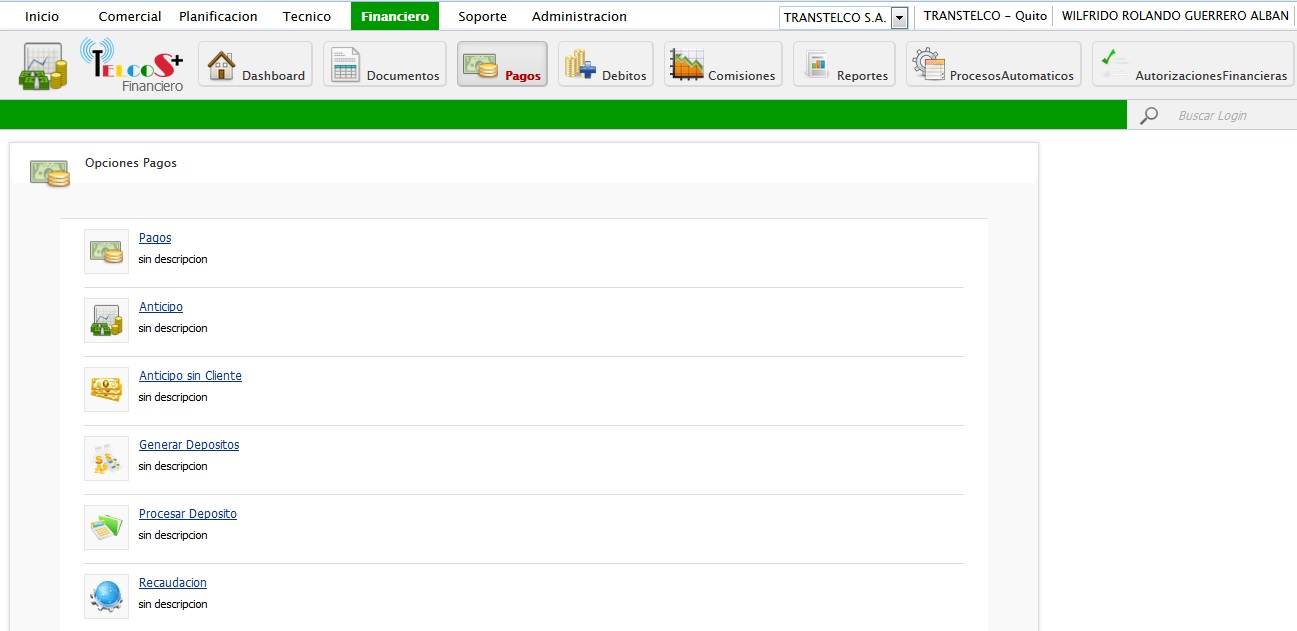 Inicio Comercial Planificacion Tecnico Financiero Soporte Administracion TRANSTELCO S.A. TRANSTELCO - Quito WILFRIDO ROLANDO GUERRERO ALBAN
TELCOS+ Financiero Dashboard Documentos Pagos Debitos Comisiones Reportes ProcesosAutomaticos AutorizacionesFinancieras
Buscar Login
Opciones Pagos
Pagos
sin descripcion
Anticipo
sin descripcion
Anticipo sin Cliente
sin descripcion
Generar Depositos
sin descripcion
Procesar Deposito
sin descripcion
Recaudacion
sin descripcion